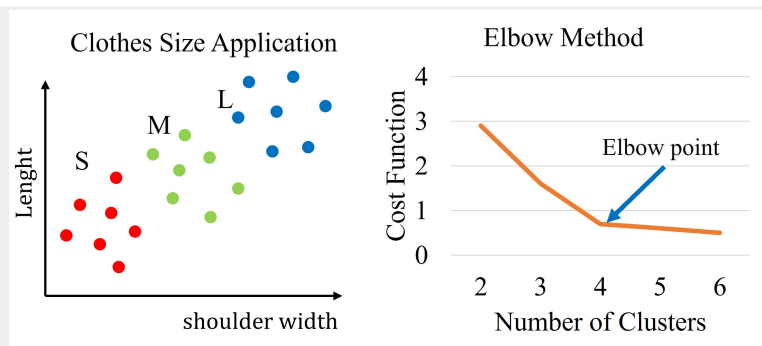 Clothes Size Application
S
M
L
Lenght
shoulder width
Elbow Method
4
3
2
1
0
Cost Function
Elbow point
2 3 4 5 6
Number of Clusters